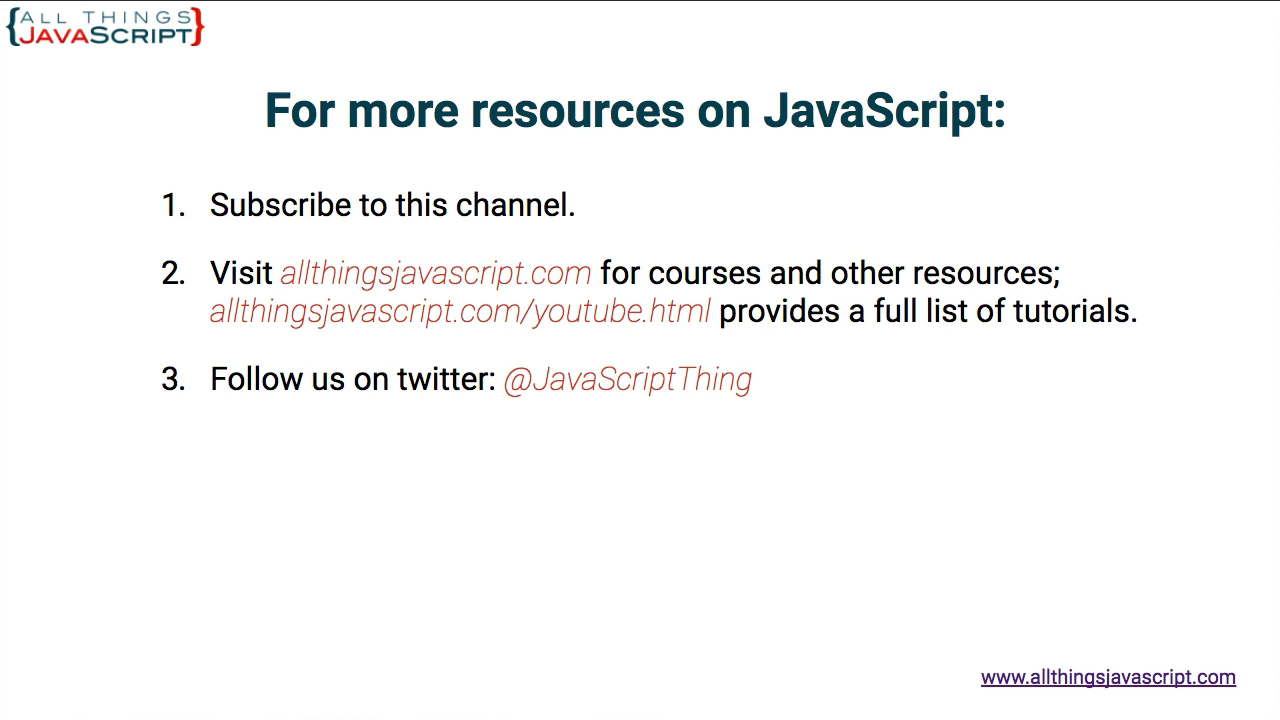 {ALL THINGS
JAVASCRIPT}
For more resources on JavaScript:
1. Subscribe to this channel.
2. Visit allthingsjavascript.com for courses and other resources;
allthingsjavascript.com/youtube.html provides a full list of tutorials.
3. Follow us on twitter: @JavaScriptThing
www.allthingsjavascript.com